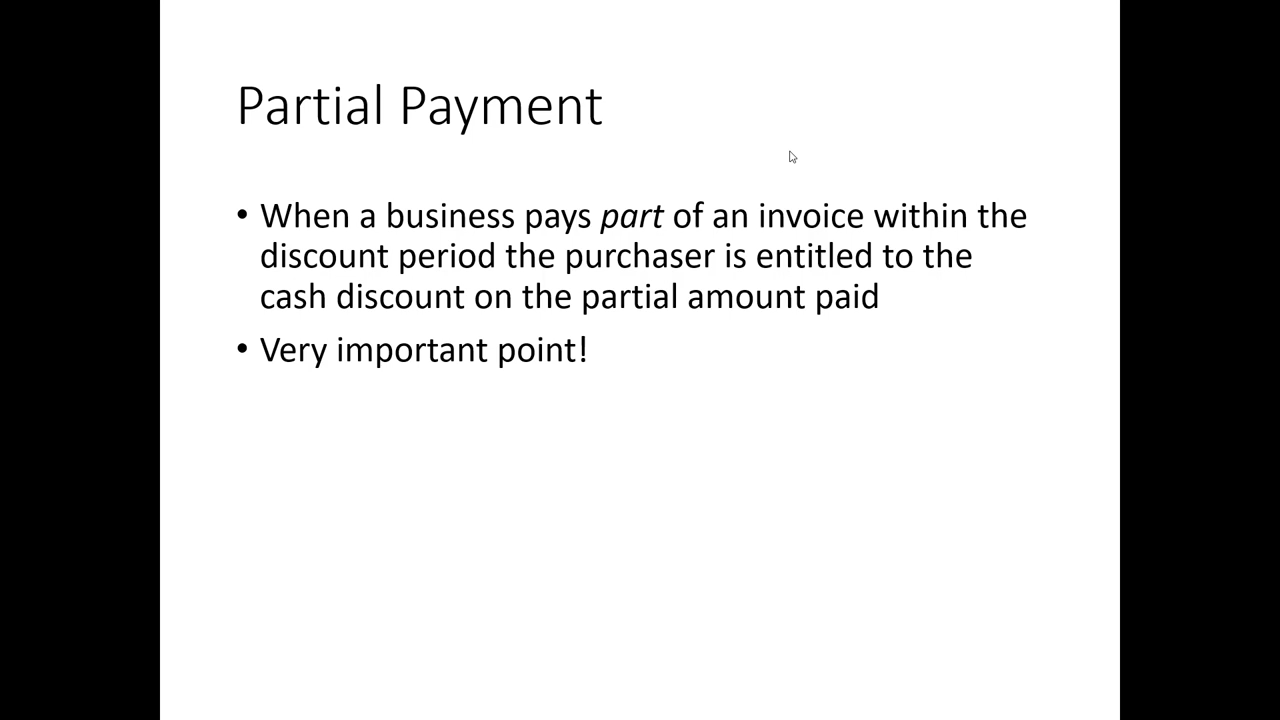 Partial Payment
• When a business pays part of an invoice within the
discount period the purchaser is entitled to the
cash discount on the partial amount paid
• Very important point!